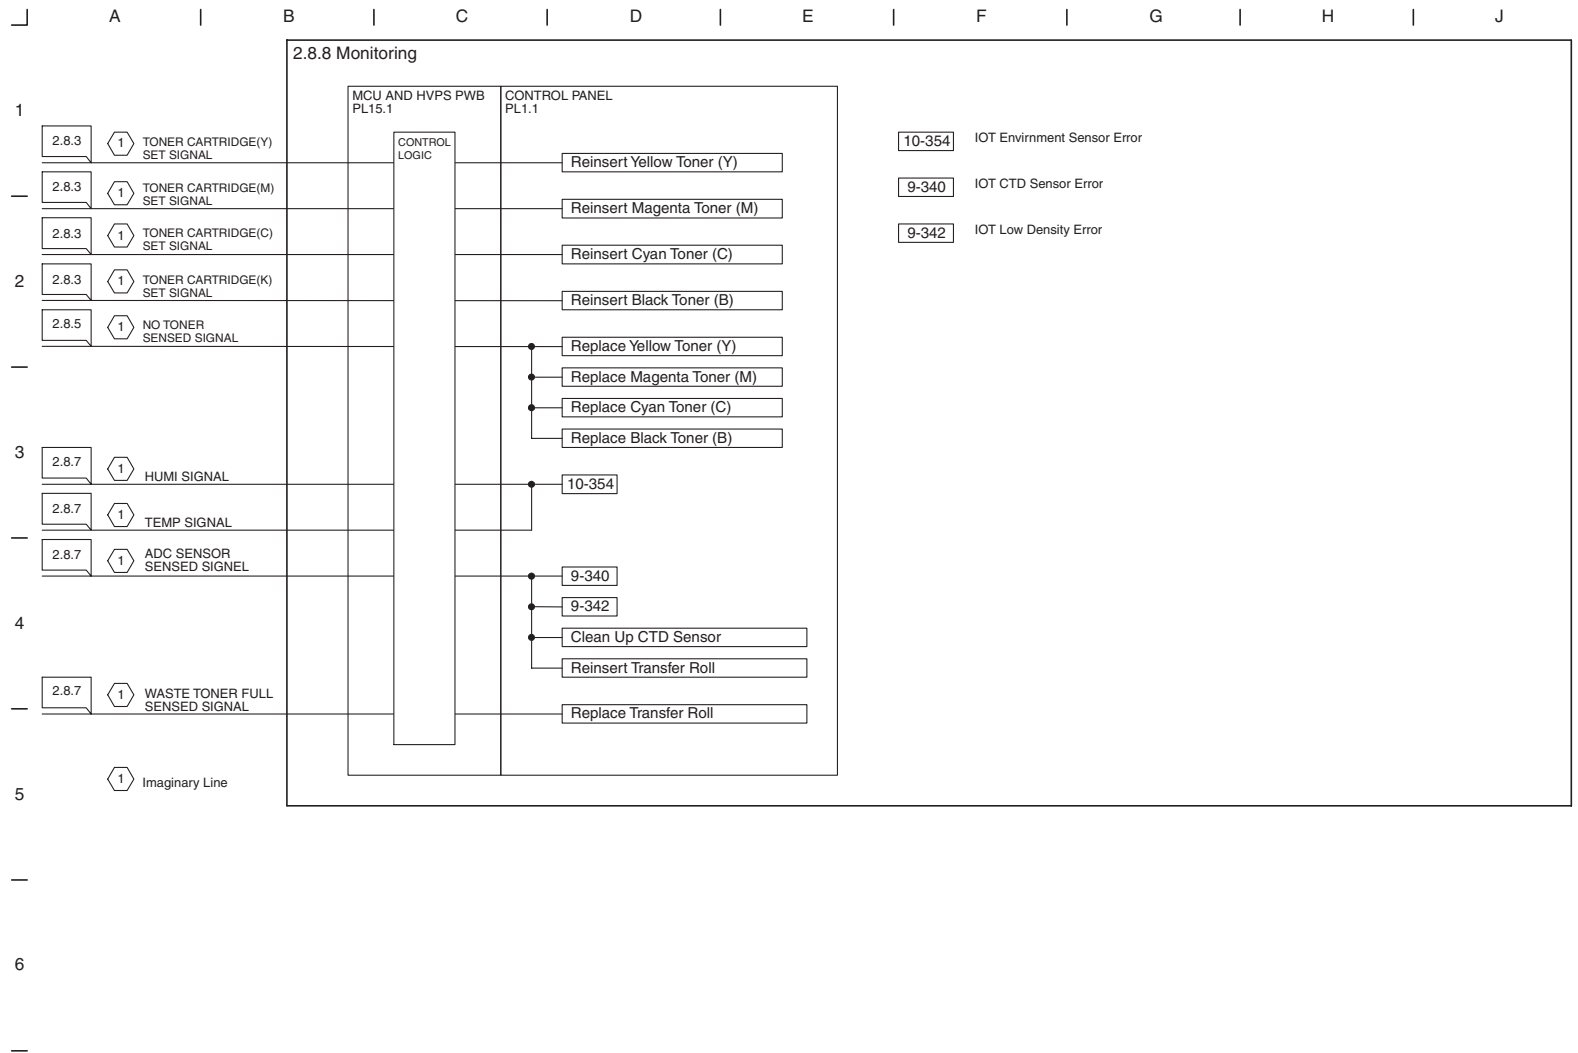 A B C D E F G H J
2.8.8 Monitoring
1
MCU AND HVPS PWB
PL15.1
CONTROL PANEL
PL1.1
CONTROL
LOGIC
2.8.3 1 TONER CARTRIDGE(Y)
SET SIGNAL
Reinsert Yellow Toner (Y)
10-354 IOT Envirnment Sensor Error
2.8.3 1 TONER CARTRIDGE(M)
SET SIGNAL
Reinsert Magenta Toner (M)
9-340 IOT CTD Sensor Error
2.8.3 1 TONER CARTRIDGE(C)
SET SIGNAL
Reinsert Cyan Toner (C)
9-342 IOT Low Density Error
2
2.8.3 1 TONER CARTRIDGE(K)
SET SIGNAL
Reinsert Black Toner (B)
2.8.5 1 NO TONER
SENSED SIGNAL
Replace Yellow Toner (Y)
Replace Magenta Toner (M)
Replace Cyan Toner (C)
Replace Black Toner (B)
3
2.8.7 1 HUMI SIGNAL
10-354
2.8.7 1 TEMP SIGNAL
2.8.7 1 ADC SENSOR
SENSED SIGNEL
9-340
9-342
4
Clean Up CTD Sensor
Reinsert Transfer Roll
2.8.7 1 WASTE TONER FULL
SENSED SIGNAL
Replace Transfer Roll
1 Imaginary Line
5
6